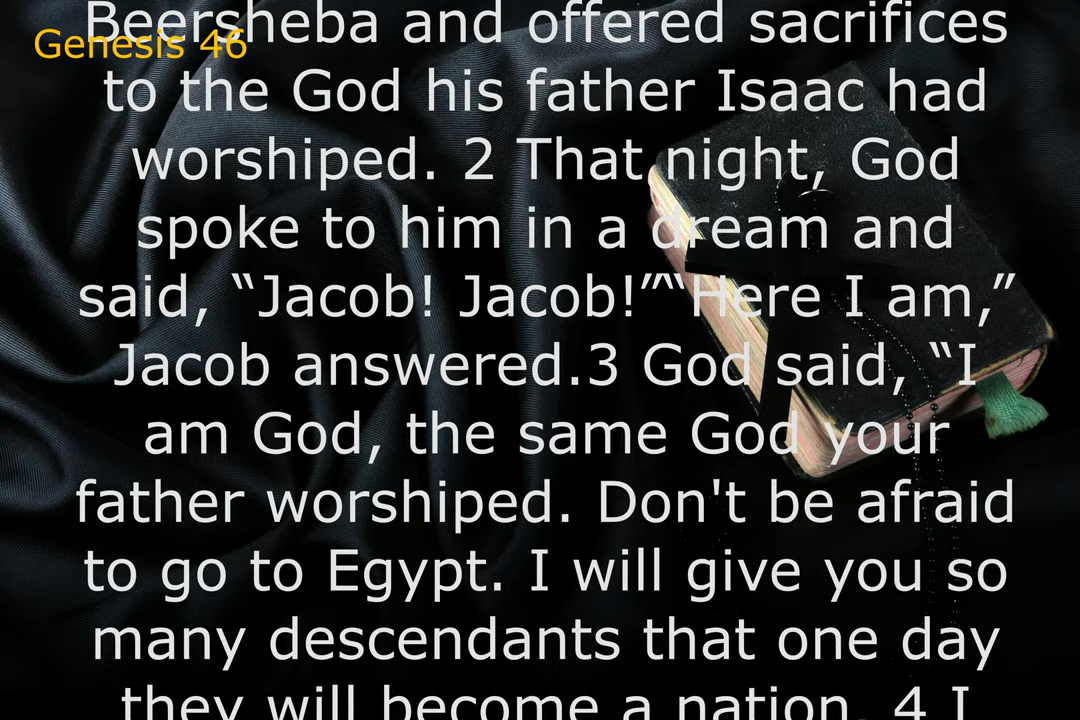 Beersheba and offered sacrifices
Genesis 46
to the God his father Isaac had
worshiped. 2 That night, God
spoke to him in a dream and
said, “Jacob! Jacob!”“Here I am,”
Jacob answered.3 God said, “I
am God, the same God your
father worshiped. Don't be afraid
to go to Egypt. I will give you so
many descendants that one day
they will become a nation. 4 I